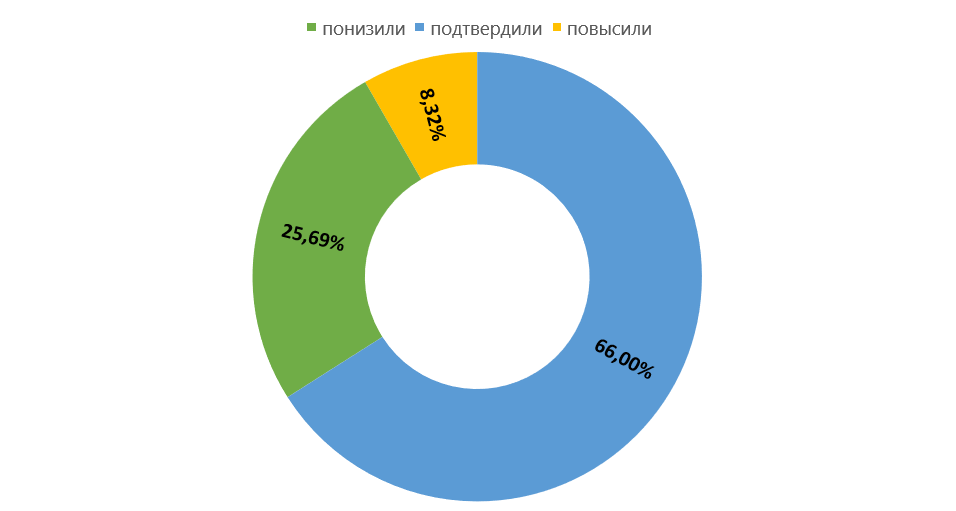 понизили подтвердили повысили
8,32%
25,69%
66,00%